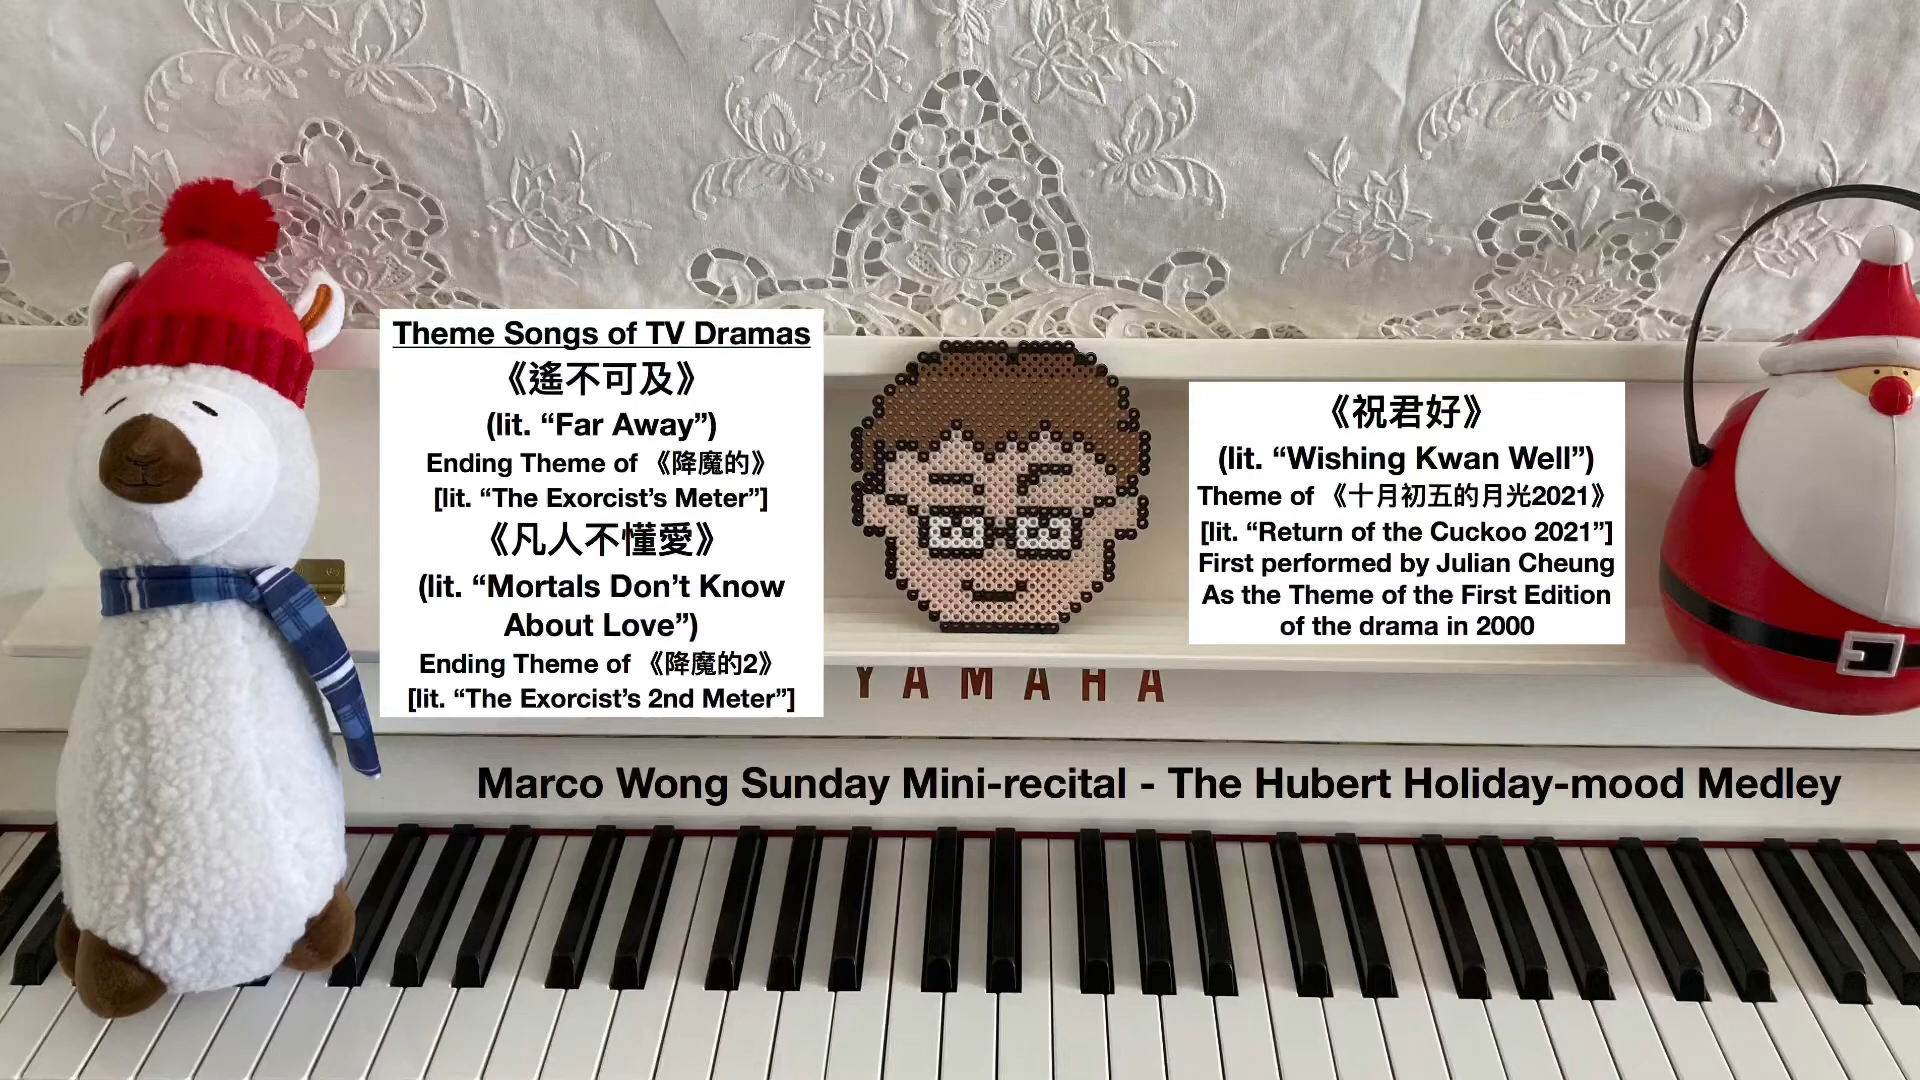 Theme Songs of TV Dramas
《遙不可及》
(lit. “Far Away”)
Ending Theme of 《降魔的》
[lit. “The Exorcist’s Meter”]
《凡人不懂愛》
(lit. “Mortals Don’t Know
About Love”)
Ending Theme of 《降魔的2》
[lit. “The Exorcist’s 2nd Meter”]
《祝君好》
(lit. “Wishing Kwan Well”)
Theme of 《十月初五的月光2021》
[lit. “Return of the Cuckoo 2021”]
First performed by Julian Cheung
As the Theme of the First Edition
of the drama in 2000
YAMAHA
Marco Wong Sunday Mini-recital - The Hubert Holiday-mood Medley